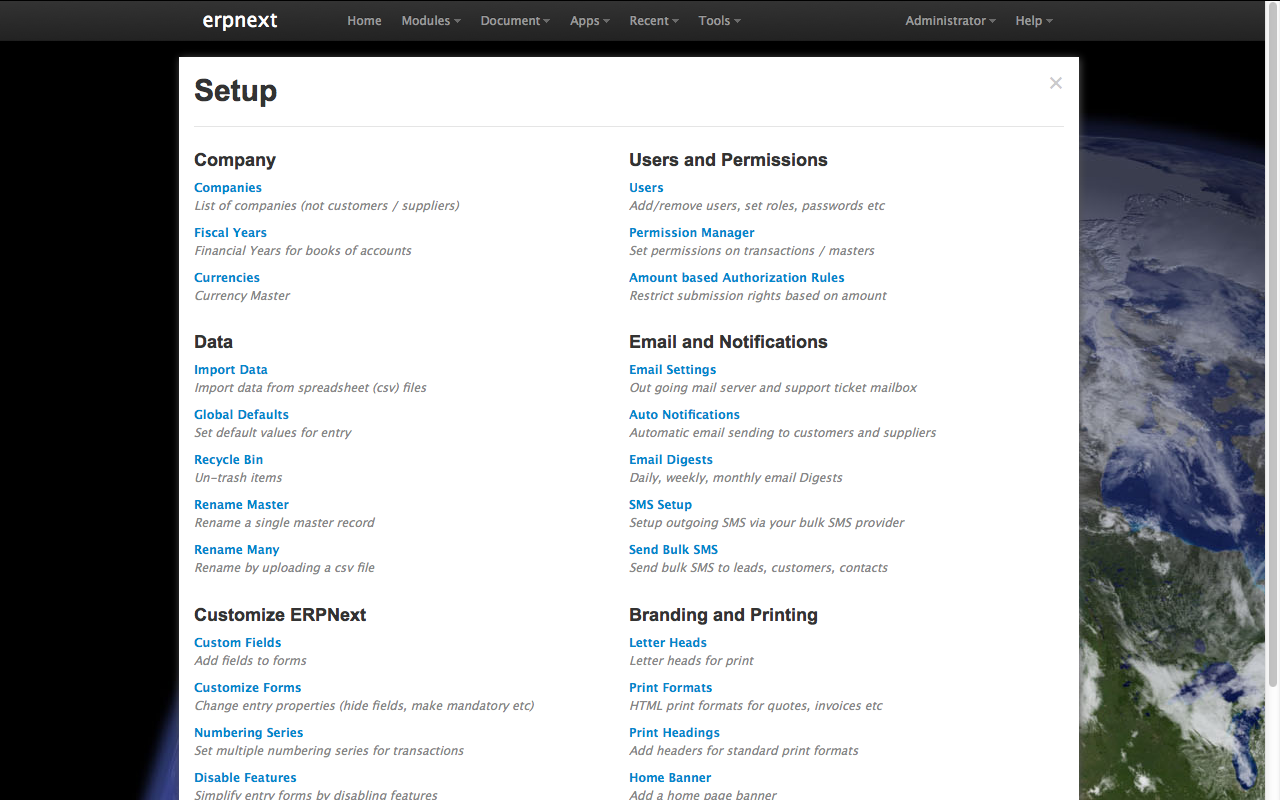 erpnext Home Modules Document Apps Recent Tools Administrator Help
Setup
×
Company
Companies
List of companies (not customers / suppliers)
Fiscal Years
Financial Years for books of accounts
Currencies
Currency Master
Users and Permissions
Users
Add/remove users, set roles, passwords etc
Permission Manager
Set permissions on transactions / masters
Amount based Authorization Rules
Restrict submission rights based on amount
Data
Import Data
Import data from spreadsheet (csv) files
Global Defaults
Set default values for entry
Recycle Bin
Un-trash items
Rename Master
Rename a single master record
Rename Many
Rename by uploading a csv file
Email and Notifications
Email Settings
Out going mail server and support ticket mailbox
Auto Notifications
Automatic email sending to customers and suppliers
Email Digests
Daily, weekly, monthly email Digests
SMS Setup
Setup outgoing SMS via your bulk SMS provider
Send Bulk SMS
Send bulk SMS to leads, customers, contacts
Customize ERPNext
Custom Fields
Add fields to forms
Customize Forms
Change entry properties (hide fields, make mandatory etc)
Numbering Series
Set multiple numbering series for transactions
Disable Features
Simplify entry forms by disabling features
Branding and Printing
Letter Heads
Letter heads for print
Print Formats
HTML print formats for quotes, invoices etc
Print Headings
Add headers for standard print formats
Home Banner
Add a home page banner